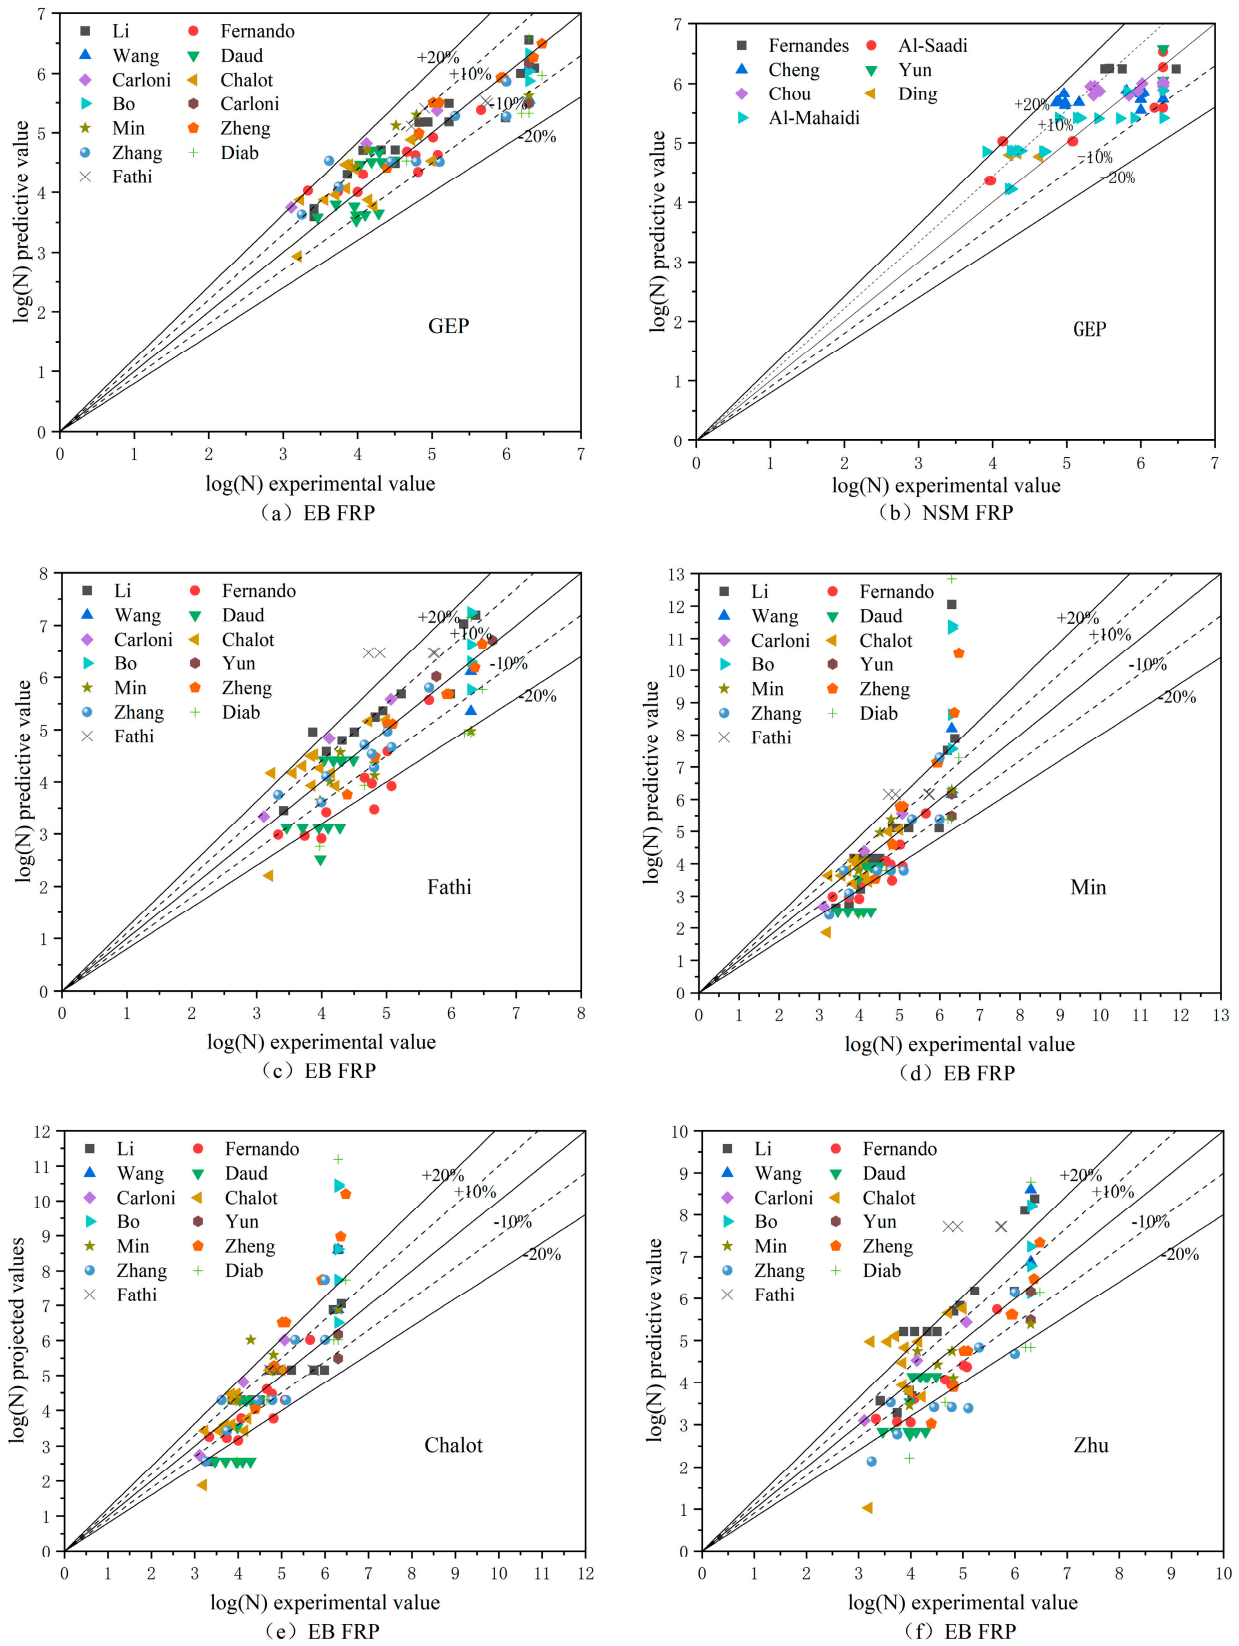 7
6
5
4
3
2
1
0
0 1 2 3 4 5 6 7
log(N) predictive value
log(N) experimental value
Li Fernando
Wang Daud
Carloni Chalot
Bo Carloni
Min Zheng
Zhang Diab
Fathi
+20%
+10%
-10%
-20%
GEP
(a) EB FRP
7
6
5
4
3
2
1
0
0 1 2 3 4 5 6 7
log(N) predictive value
log(N) experimental value
Fernandes Al-Saadi
Cheng Yun
Chou Ding
Al-Mahaidi
+20%
+10%
-10%
-20%
GEP
(b) NSM FRP
8
7
6
5
4
3
2
1
0
0 1 2 3 4 5 6 7 8
log(N) predictive value
log(N) experimental value
Li Fernando
Wang Daud
Carloni Chalot
Bo Yun
Min Zheng
Zhang Diab
Fathi
+20%
+10%
-10%
-20%
Fathi
(c) EB FRP
13
12
11
10
9
8
7
6
5
4
3
2
1
0
0 1 2 3 4 5 6 7 8 9 10 11 12 13
log(N) predictive value
log(N) experimental value
Li Fernando
Wang Daud
Carloni Chalot
Bo Yun
Min Zheng
Zhang Diab
Fathi
+20%
+10%
-10%
-20%
Min
(d) EB FRP
12
11
10
9
8
7
6
5
4
3
2
1
0
0 1 2 3 4 5 6 7 8 9 10 11 12
log(N) projected values
log(N) experimental value
Li Fernando
Wang Daud
Carloni Chalot
Bo Yun
Min Zheng
Zhang Diab
Fathi
+20%
+10%
-10%
-20%
Chalot
(e) EB FRP
10
9
8
7
6
5
4
3
2
1
0
0 1 2 3 4 5 6 7 8 9 10
log(N) predictive value
log(N) experimental value
Li Fernando
Wang Daud
Carloni Chalot
Bo Yun
Min Zheng
Zhang Diab
Fathi
+20%
+10%
-10%
-20%
Zhu
(f) EB FRP